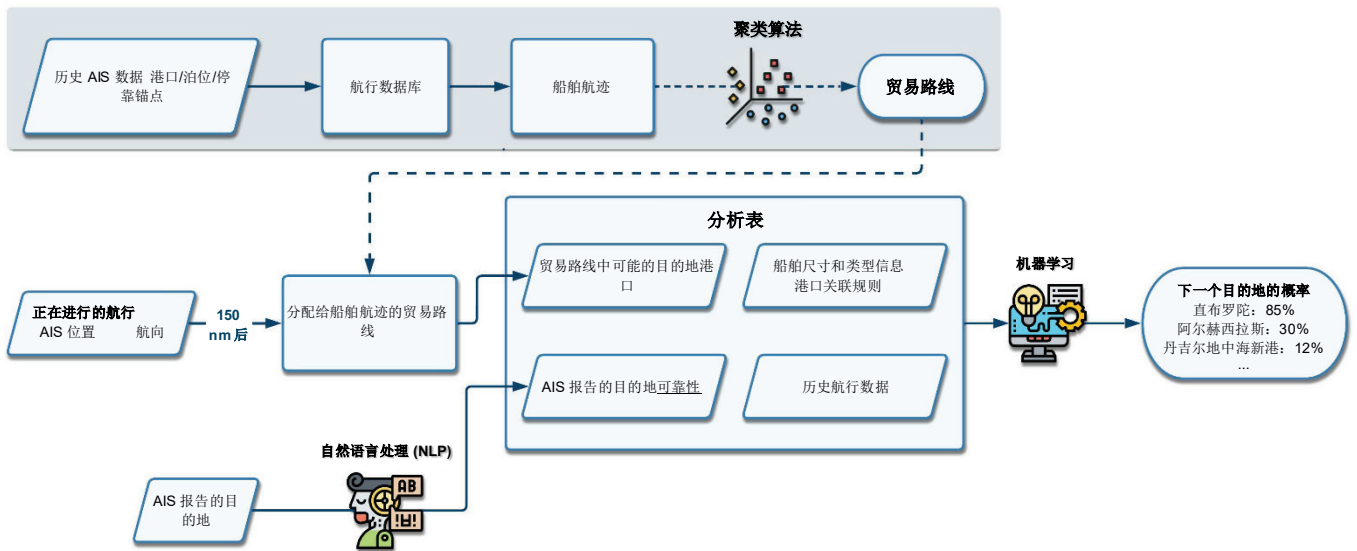 聚类算法
历史 AIS 数据 港口/泊位/停
靠锚点
航行数据库
船舶航迹
贸易路线
分析表
贸易路线中可能的目的地港
口
船舶尺寸和类型信息
港口关联规则
机器学习
正在进行的航行
AIS 位置 航向
150
nm 后
分配给船舶航迹的贸易路
线
下一个目的地的概率
直布罗陀：85%
阿尔赫西拉斯：30%
丹吉尔地中海新港：12%
...
AIS 报告的目的地可靠性
历史航行数据
自然语言处理 (NLP)
AB
AIS 报告的目
的地